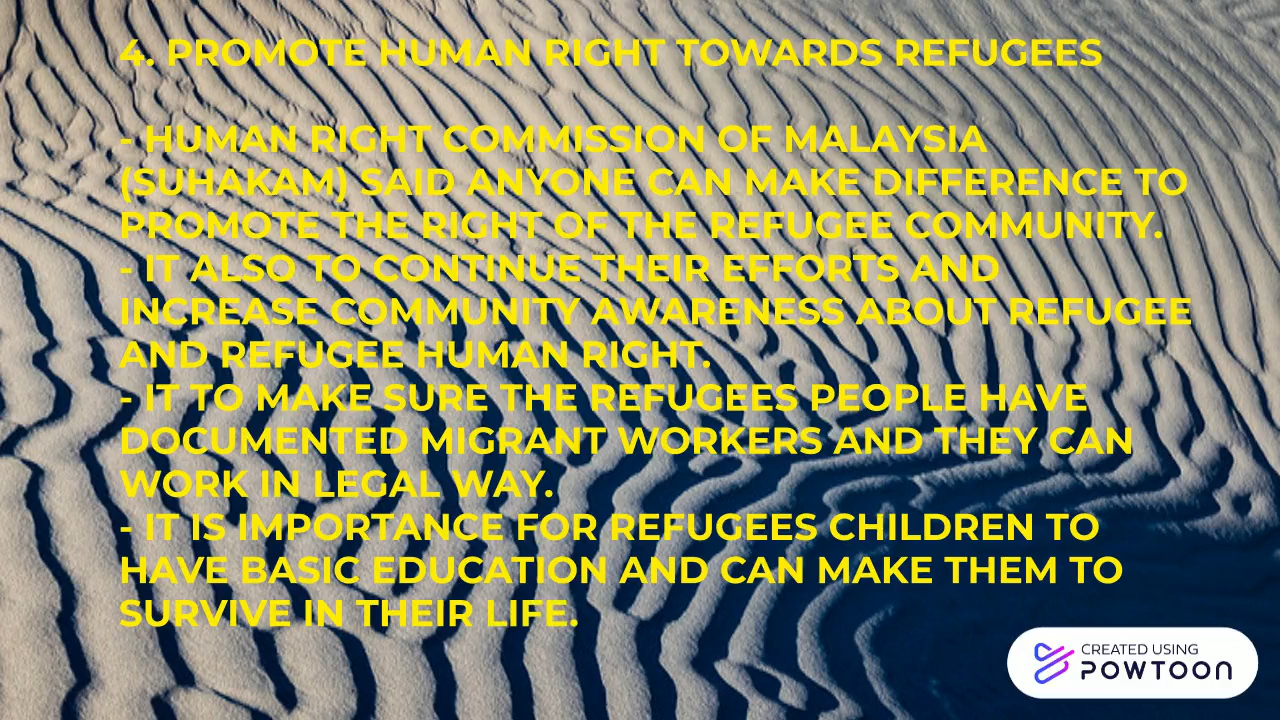 4. PROMOTE HUMAN RIGHT TOWARDS REFUGEES
- HUMAN RIGHT COMMISSION OF MALAYSIA
(SUHAKAM) SAID ANYONE CAN MAKE DIFFERENCE TO
PROMOTE THE RIGHT OF THE REFUGEE COMMUNITY.
- IT ALSO TO CONTINUE THEIR EFFORTS AND
INCREASE COMMUNITY AWARENESS ABOUT REFUGEE
AND REFUGEE HUMAN RIGHT.
- IT TO MAKE SURE THE REFUGEES PEOPLE HAVE
DOCUMENTED MIGRANT WORKERS AND THEY CAN
WORK IN LEGAL WAY.
- IT IS IMPORTANCE FOR REFUGEES CHILDREN TO
HAVE BASIC EDUCATION AND CAN MAKE THEM TO
SURVIVE IN THEIR LIFE.
CREATED USING
POWTOON